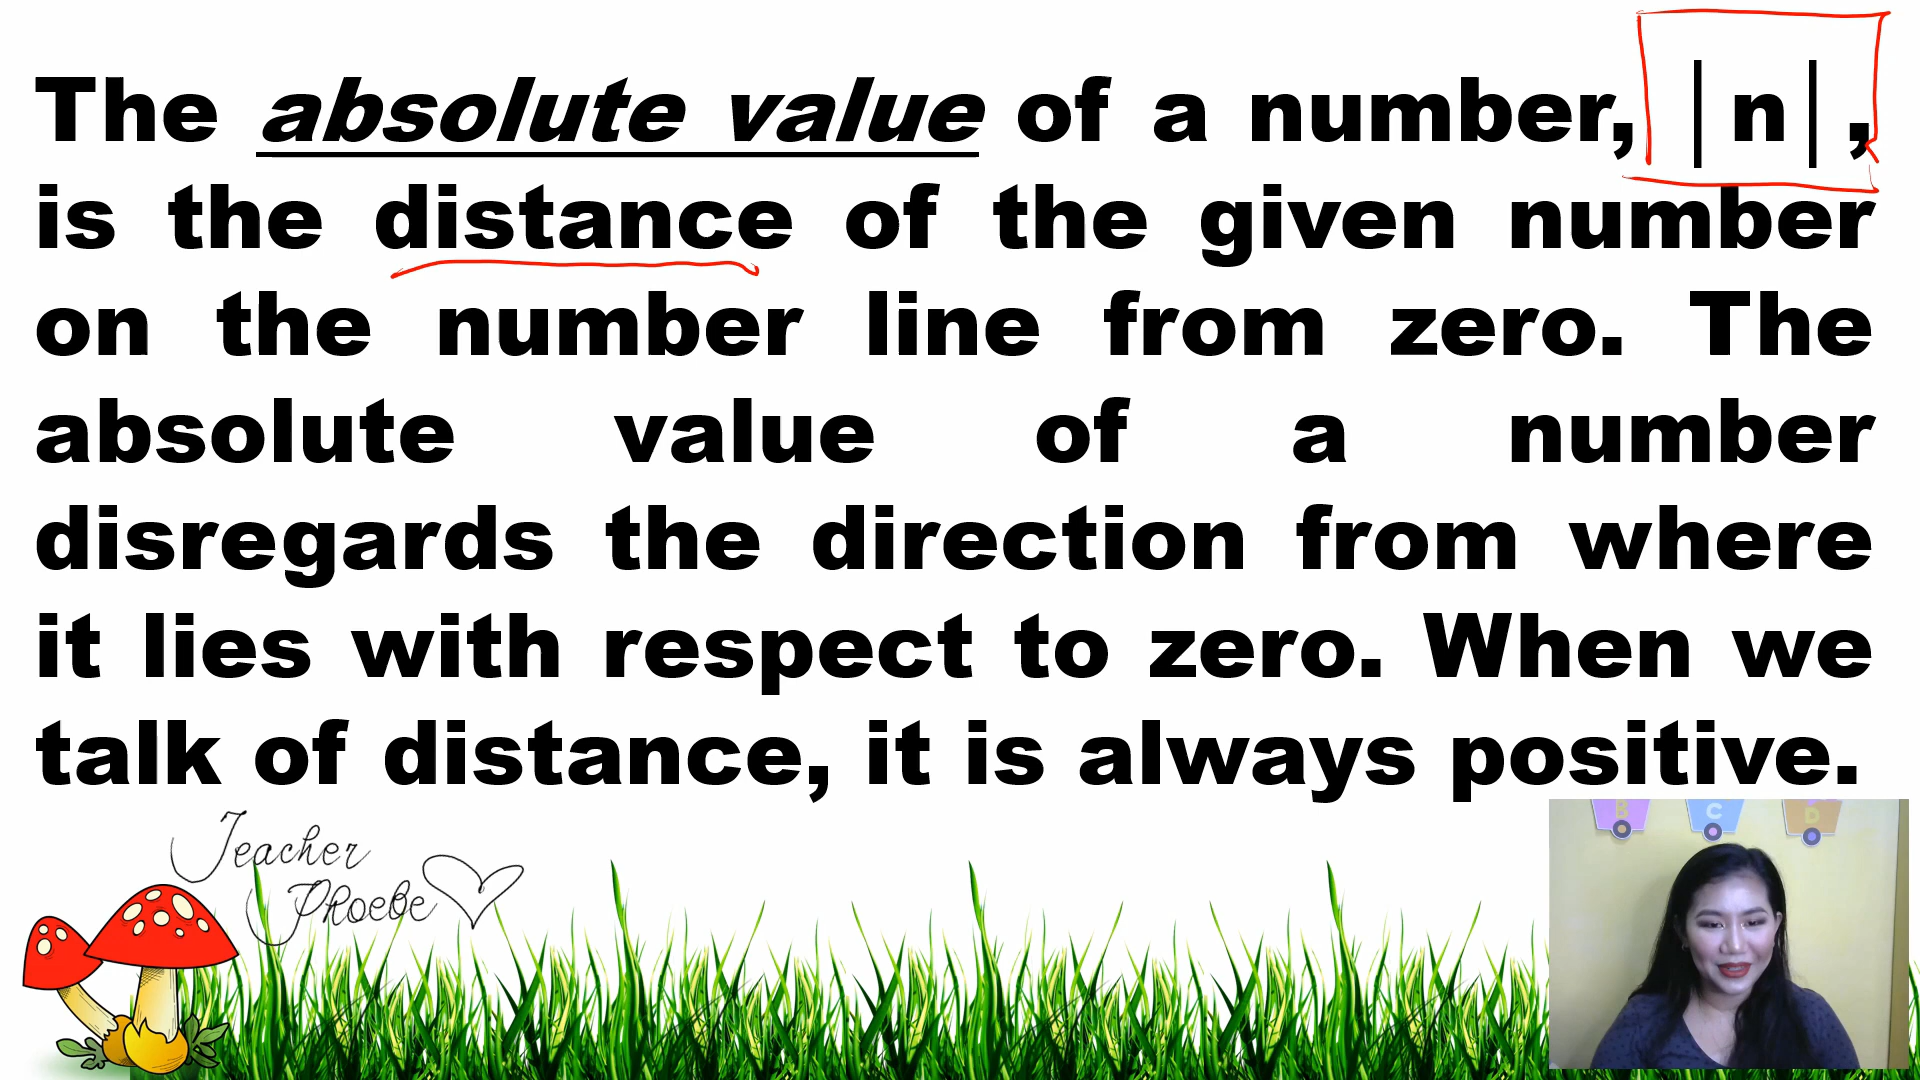 The absolute value of a number, |n|,
is the distance of the given number
on the number line from zero. The
absolute value of a number
disregards the direction from where
it lies with respect to zero. When we
talk of distance, it is always positive.
Teacher
Phoebe
B C D